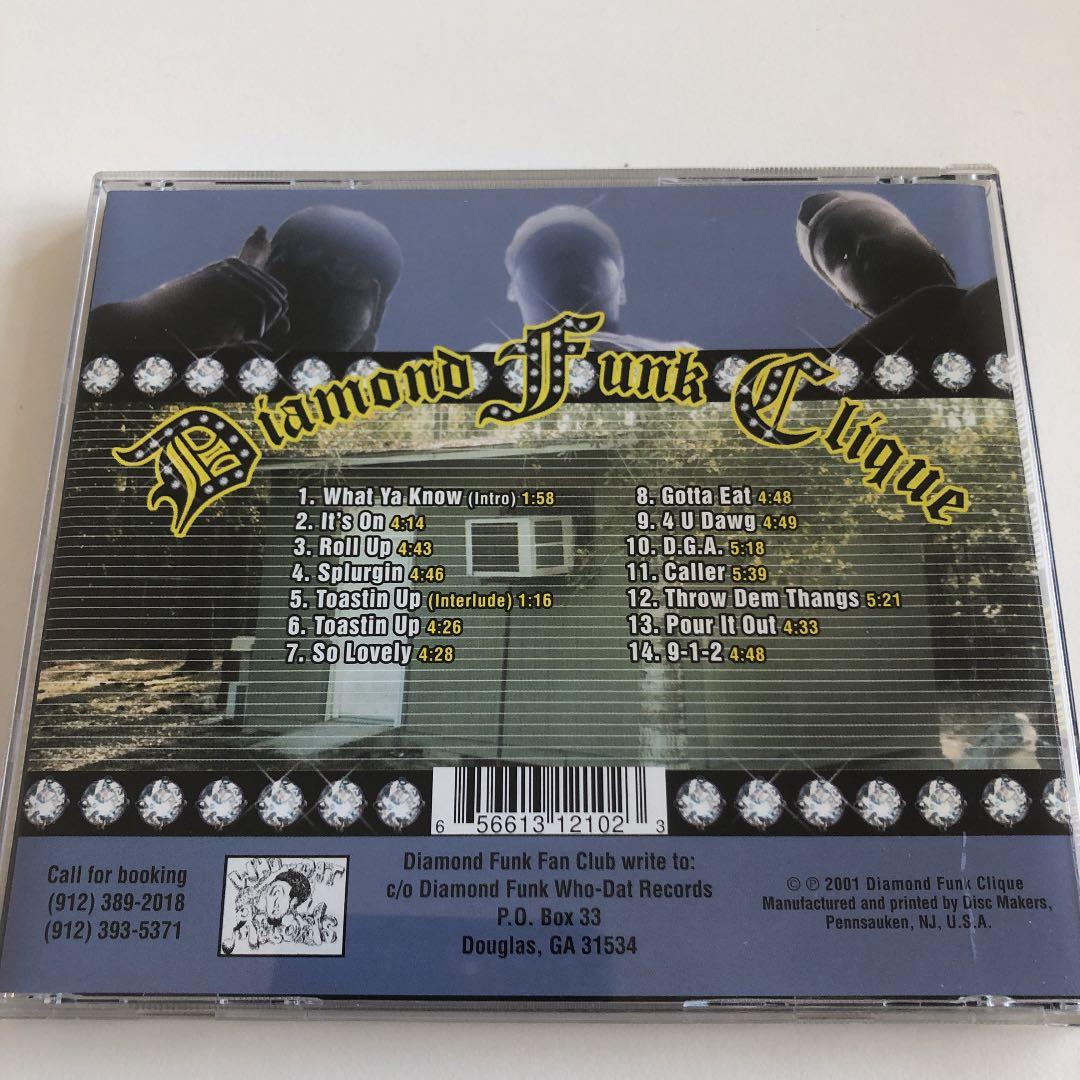 Diamond Funk Clique
1. What Ya Know (Intro) 1:58
2. It's On 4:14
3. Roll Up 4:43
4. Splurgin 4:46
5. Toastin Up (Interlude) 1:16
6. Toastin Up 4:26
7. So Lovely 4:28
8. Gotta Eat 4:48
9. 4 U Dawg 4:49
10. D.G.A. 5:18
11. Caller 5:39
12. Throw Dem Thangs 5:21
13. Pour It Out 4:33
14. 9-1-2 4:48
6 56613 12102 3
Call for booking
(912) 389-2018
(912) 393-5371
WHO-DAT
RECORDS
Diamond Funk Fan Club write to:
c/o Diamond Funk Who-Dat Records
P.O. Box 33
Douglas, GA 31534
© ℗ 2001 Diamond Funk Clique
Manufactured and printed by Disc Makers,
Pennsauken, NJ, U.S.A.